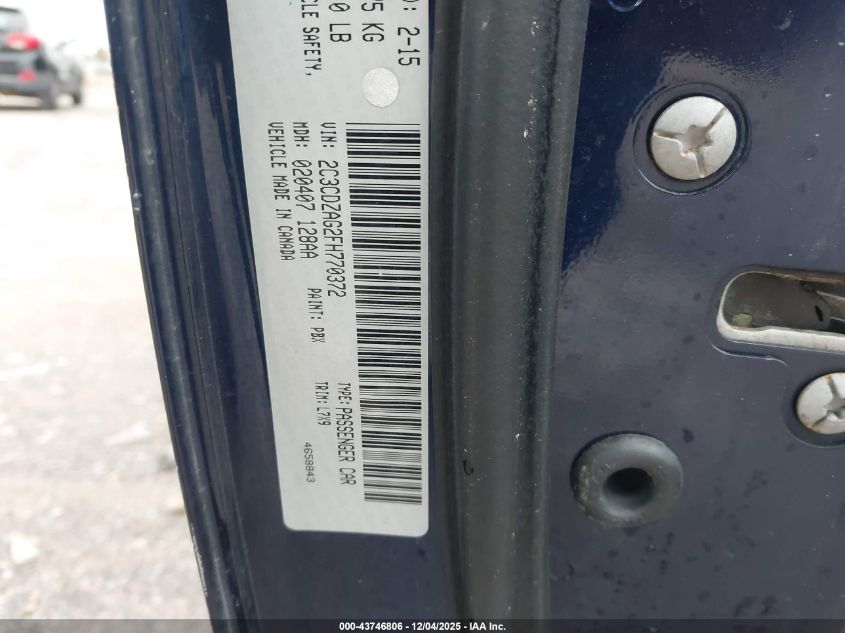 ): 2-15
5 KG
0 LB
CLE SAFETY,
VIN: 2C3CDZAG2FH770372
MDH: 020407 128AA
VEHICLE MADE IN CANADA
PAINT: PBX
TYPE: PASSENGER CAR
TRIM: L7X9
4658843
000-43746806 - 12/04/2025 - IAA Inc.